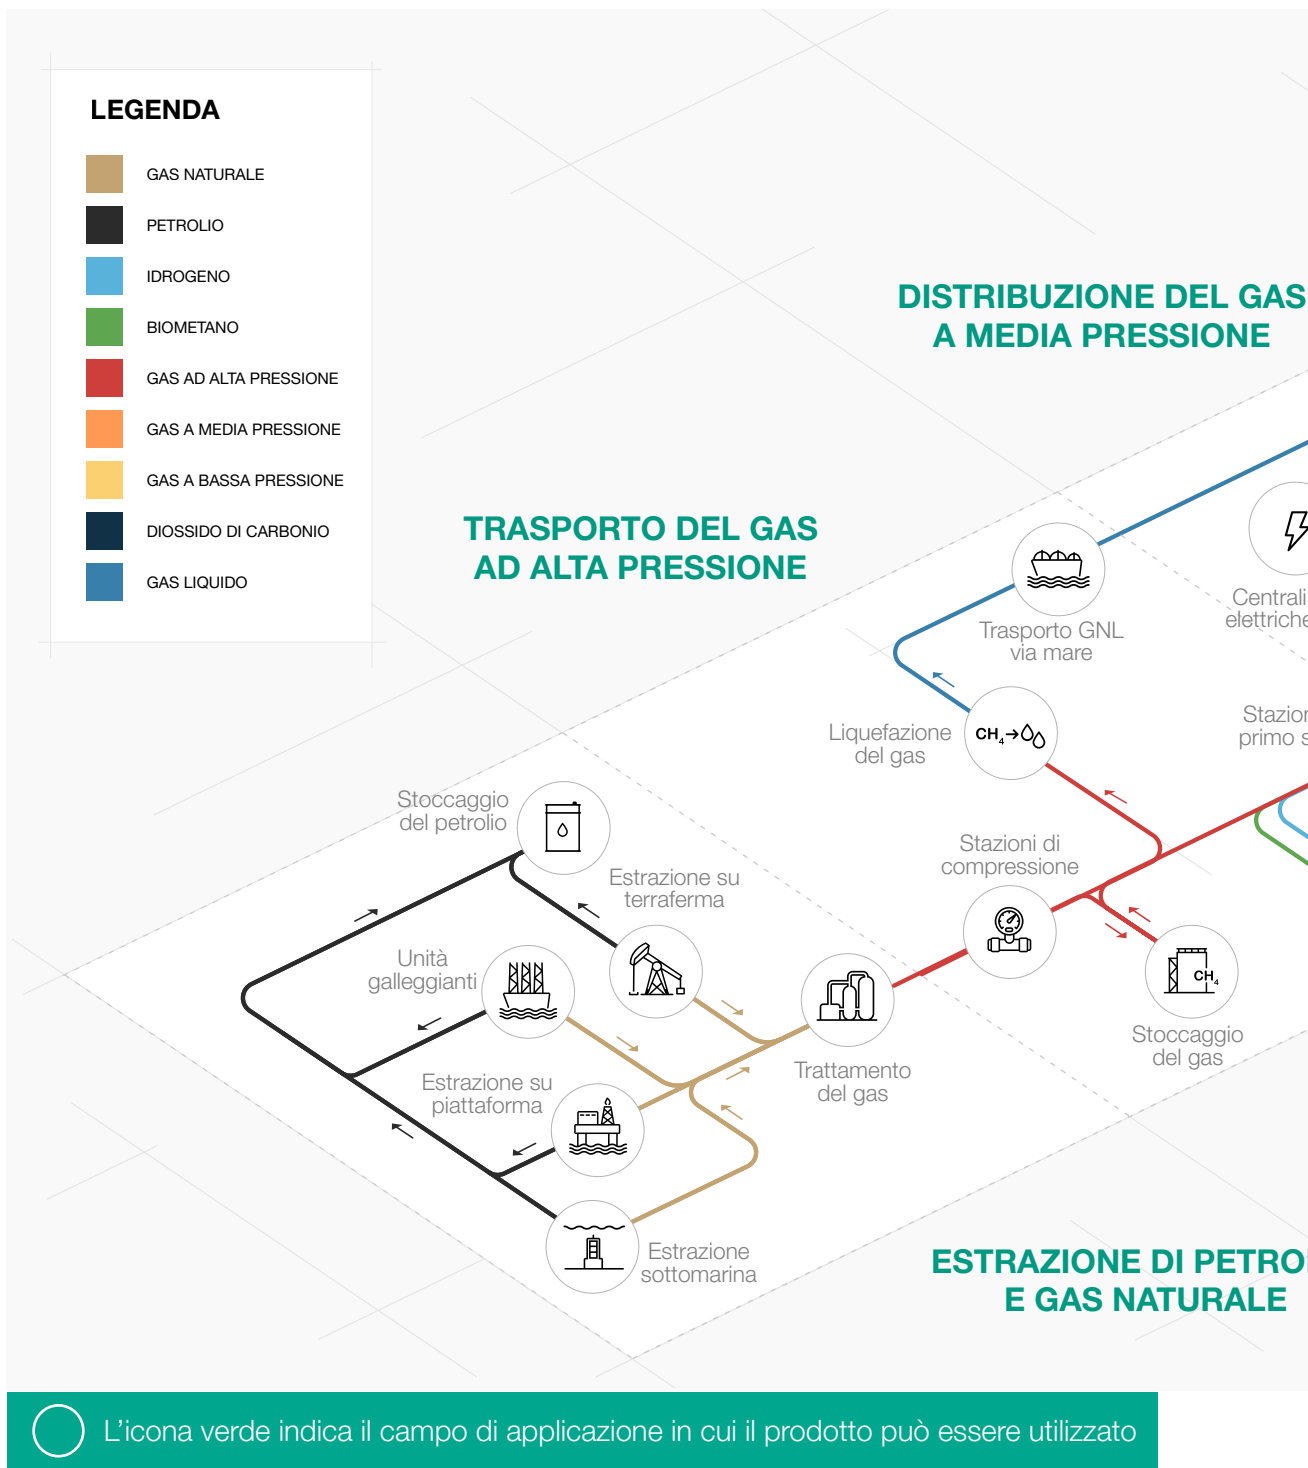 LEGENDA
GAS NATURALE
PETROLIO
IDROGENO
BIOMETANO
GAS AD ALTA PRESSIONE
GAS A MEDIA PRESSIONE
GAS A BASSA PRESSIONE
DIOSSIDO DI CARBONIO
GAS LIQUIDO
DISTRIBUZIONE DEL GAS
A MEDIA PRESSIONE
TRASPORTO DEL GAS
AD ALTA PRESSIONE
Centrali
elettriche
Trasporto GNL
via mare
primo
Liquefazione
del gas
CH₄→
Stoccaggio
del petrolio
Stazioni di
compressione
Estrazione su
terraferma
Unità
galleggianti
CH₄
Stoccaggio
del gas
Trattamento
del gas
Estrazione su
piattaforma
Estrazione
sottomarina
ESTRAZIONE DI
E GAS NATURALE
L'icona verde indica il campo di applicazione in cui il prodotto può essere utilizzato